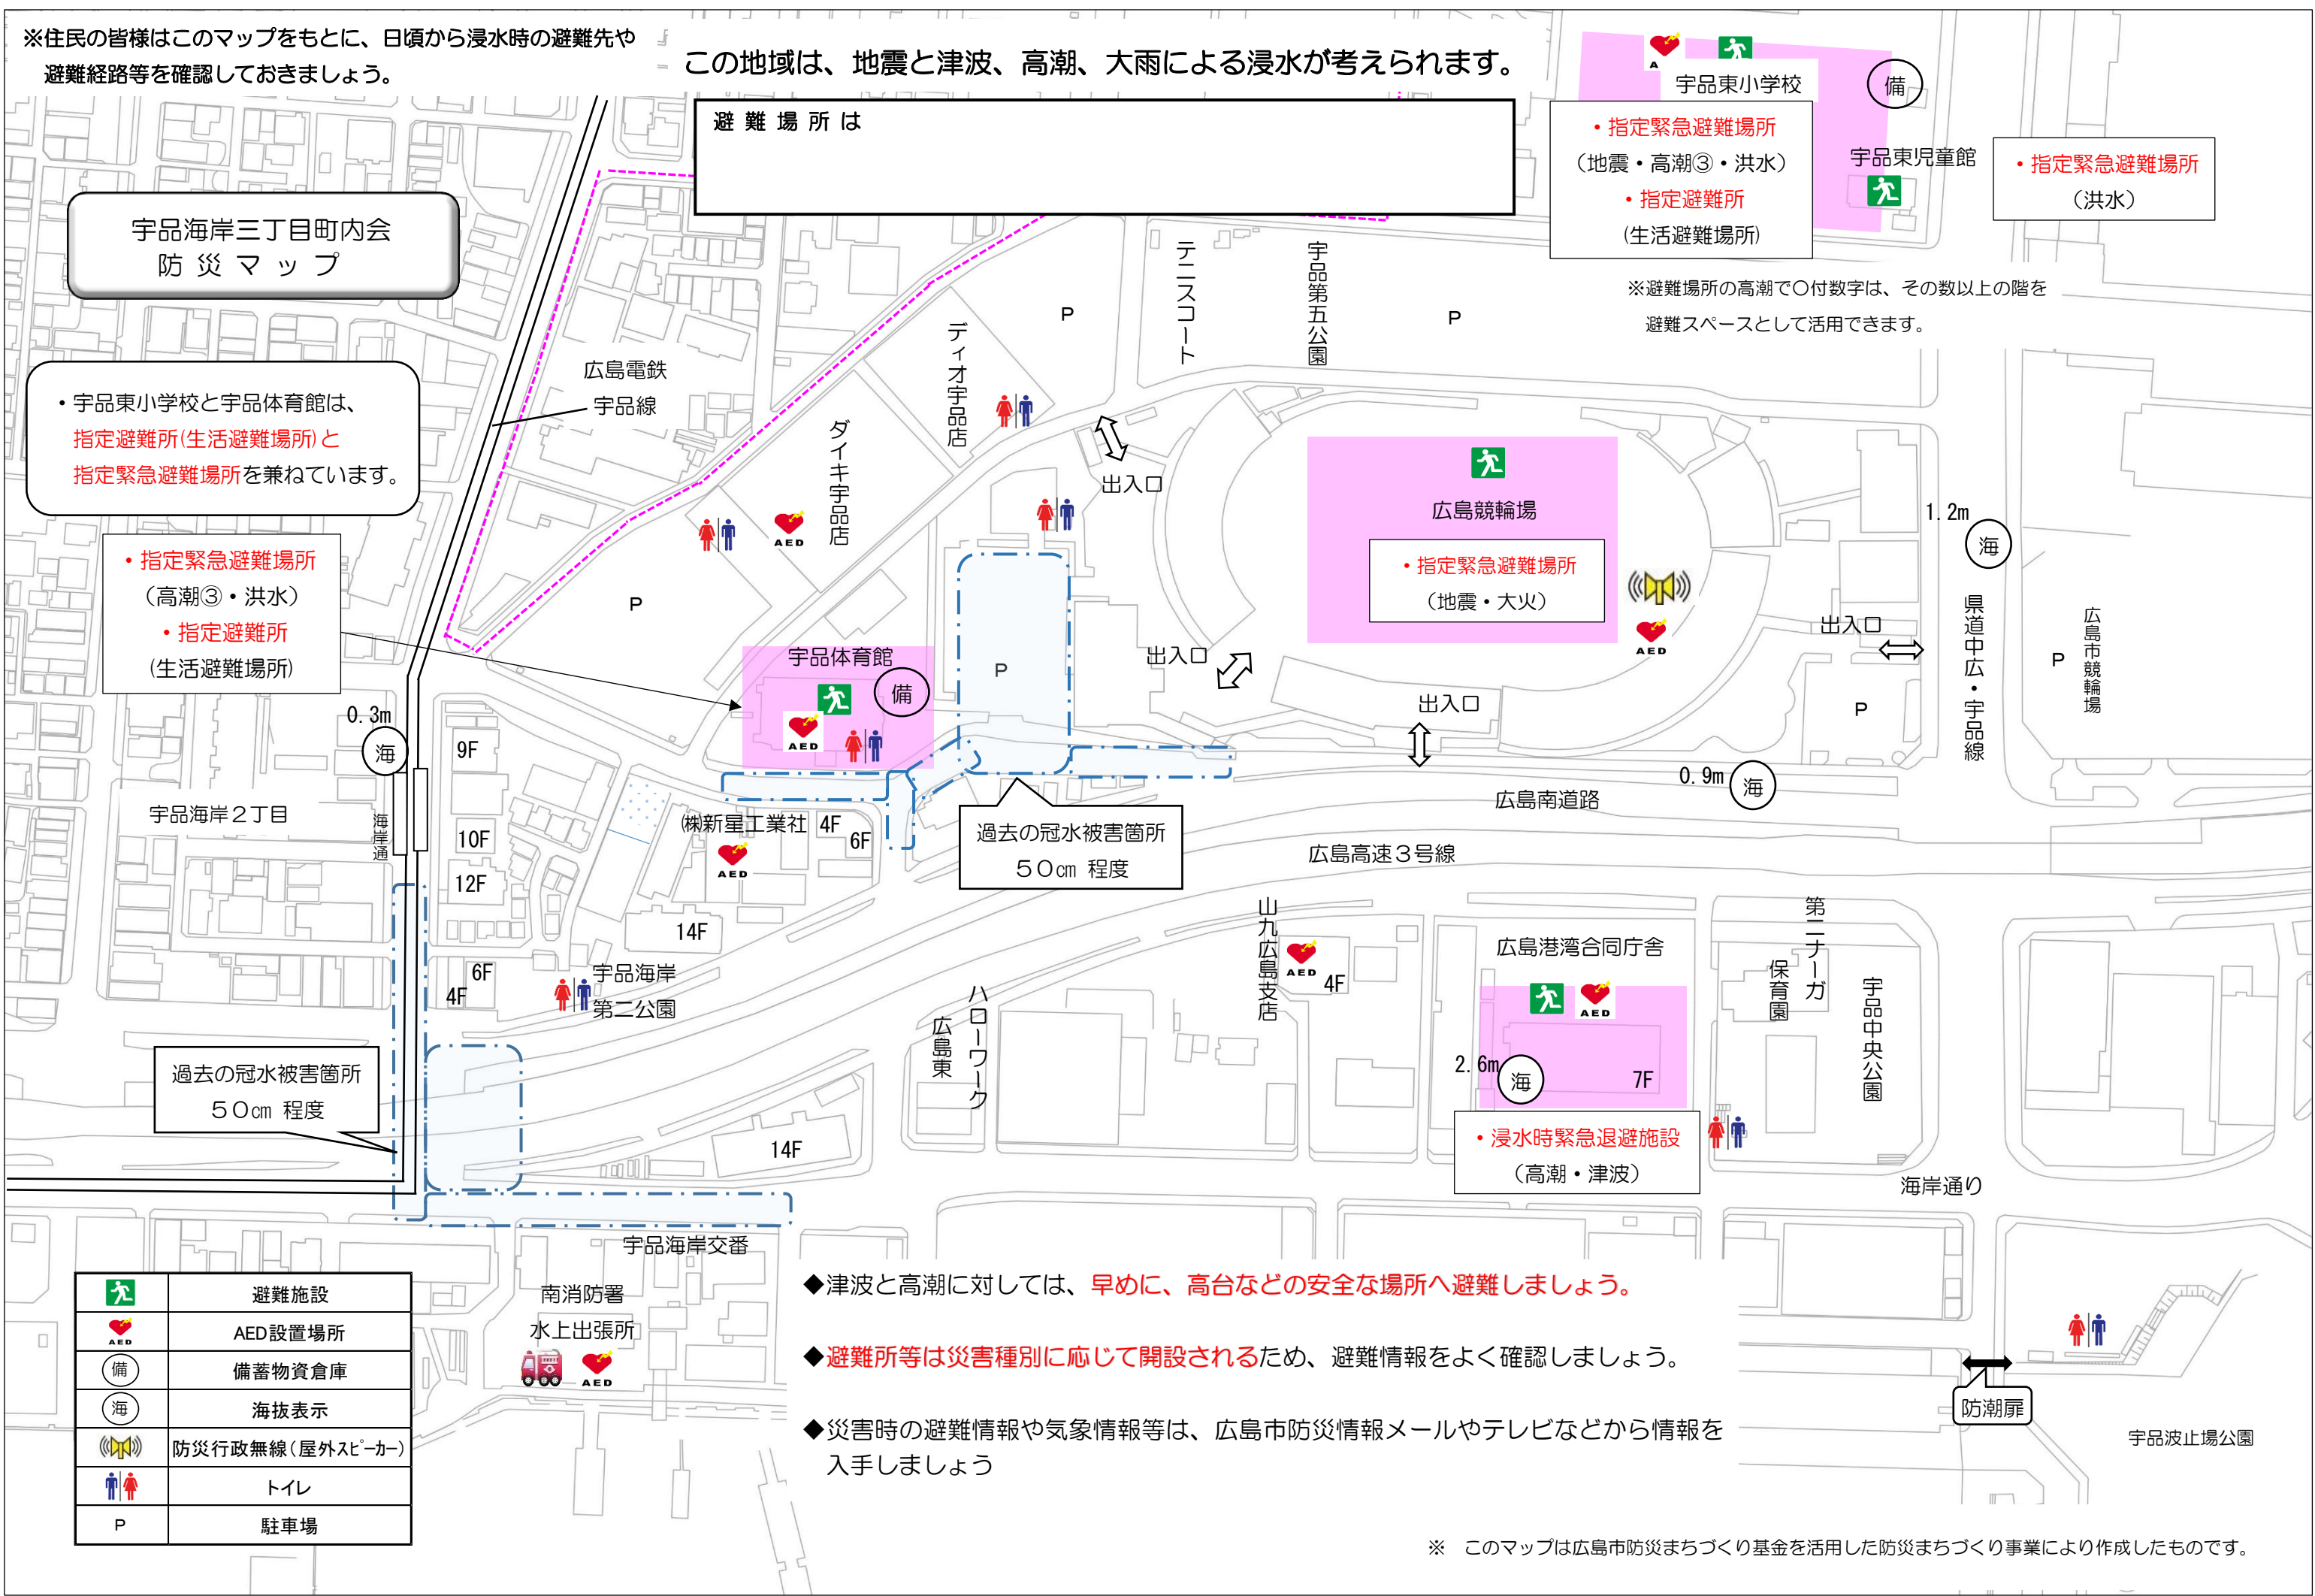 ※住民の皆様はこのマップをもとに、日頃から浸水時の避難先や
避難経路等を確認しておきましょう。
この地域は、地震と津波、高潮、大雨による浸水が考えられます。
避難場所は
宇品海岸三丁目町内会
防災マップ
A
宇品東小学校
備
・指定緊急避難場所
（地震・高潮③・洪水）
・指定避難所
(生活避難場所)
宇品東児童館
・指定緊急避難場所
（洪水）
※避難場所の高潮で〇付数字は、その数以上の階を
避難スペースとして活用できます。
・宇品東小学校と宇品体育館は、
指定避難所(生活避難場所)と
指定緊急避難場所を兼ねています。
広島電鉄
宇品線
ディオ宇品店
P
テニスコート
宇品第五公園
P
ダイキ宇品店
AED
出入口
広島競輪場
・指定緊急避難場所
（地震・大火）
AED
1.2m
海
県道中広・宇品線
広島市競輪場
P
出入口
P
・指定緊急避難場所
（高潮③・洪水）
・指定避難所
(生活避難場所)
P
宇品体育館
備
AED
P
出入口
出入口
0.3m
海
9F
10F
12F
宇品海岸２丁目
海岸通
㈱新星工業社
AED
4F
6F
過去の冠水被害箇所
５０㎝ 程度
0.9m
海
広島南道路
広島高速３号線
14F
6F
4F
宇品海岸
第二公園
過去の冠水被害箇所
５０㎝ 程度
14F
ハローワーク
広島東
山九広島支店
AED
4F
広島港湾合同庁舎
AED
2.6m
海
7F
・浸水時緊急退避施設
（高潮・津波）
第二ナーガ
保育園
宇品中央公園
海岸通り
宇品海岸交番
南消防署
水上出張所
AED
避難施設
AED
AED設置場所
備
備蓄物資倉庫
海
海抜表示
防災行政無線(屋外スピーカー)
トイレ
P
駐車場
◆津波と高潮に対しては、早めに、高台などの安全な場所へ避難しましょう。
◆避難所等は災害種別に応じて開設されるため、避難情報をよく確認しましょう。
◆災害時の避難情報や気象情報等は、広島市防災情報メールやテレビなどから情報を
入手しましょう
防潮扉
宇品波止場公園
※　このマップは広島市防災まちづくり基金を活用した防災まちづくり事業により作成したものです。